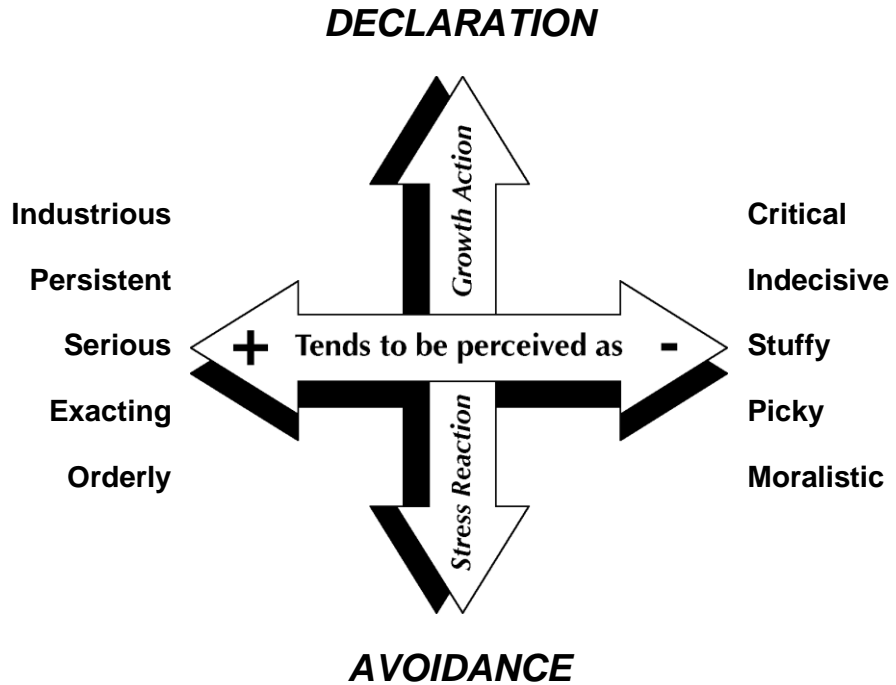 DECLARATION
Growth Action
Industrious
Persistent
Serious
Exacting
Orderly
+ Tends to be perceived as -
Critical
Indecisive
Stuffy
Picky
Moralistic
Stress Reaction
AVOIDANCE